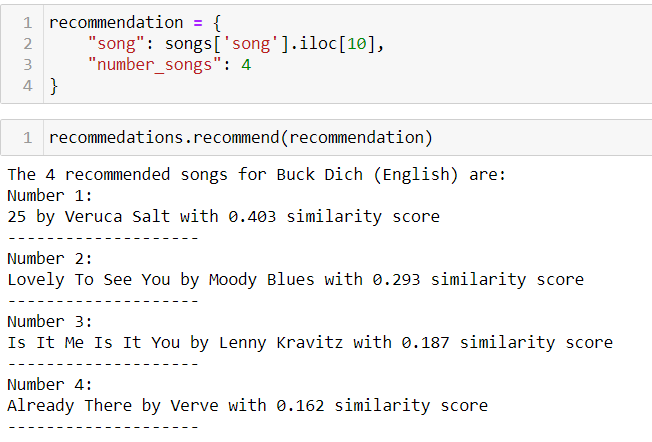 1 recommendation = {
2     "song": songs['song'].iloc[10],
3     "number_songs": 4
4 }
1 recommedations.recommend(recommendation)
The 4 recommended songs for Buck Dich (English) are:
Number 1:
25 by Veruca Salt with 0.403 similarity score
--------------------
Number 2:
Lovely To See You by Moody Blues with 0.293 similarity score
--------------------
Number 3:
Is It Me Is It You by Lenny Kravitz with 0.187 similarity score
--------------------
Number 4:
Already There by Verve with 0.162 similarity score
--------------------